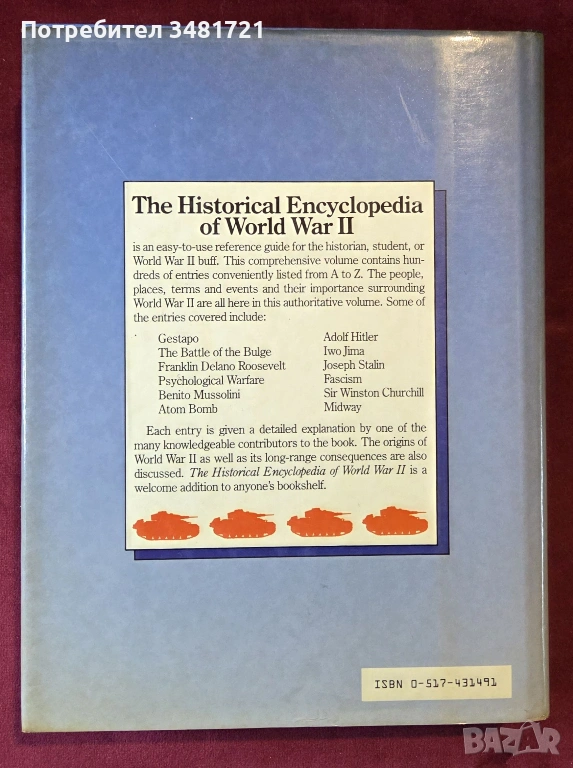 Потребител 3481721
The Historical Encyclopedia
of World War II
is an easy-to-use reference guide for the historian, student, or
World War II buff. This comprehensive volume contains hun-
dreds of entries conveniently listed from A to Z. The people,
places, terms and events and their importance surrounding
World War II are all here in this authoritative volume. Some of
the entries covered include:
Gestapo
The Battle of the Bulge
Franklin Delano Roosevelt
Psychological Warfare
Benito Mussolini
Atom Bomb
Adolf Hitler
Iwo Jima
Joseph Stalin
Fascism
Sir Winston Churchill
Midway
Each entry is given a detailed explanation by one of the
many knowledgeable contributors to the book. The origins of
World War II as well as its long-range consequences are also
discussed. The Historical Encyclopedia of World War II is a
welcome addition to anyone's bookshelf.
ISBN 0-517-431491
BAZAR